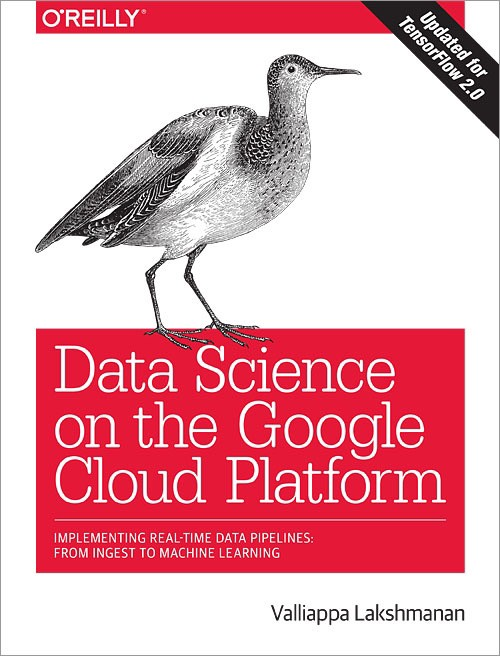 O'REILLY®
Updated for
TensorFlow 2.0
Data Science
on the Google
Cloud Platform
IMPLEMENTING REAL-TIME DATA PIPELINES:
FROM INGEST TO MACHINE LEARNING
Valliappa Lakshmanan